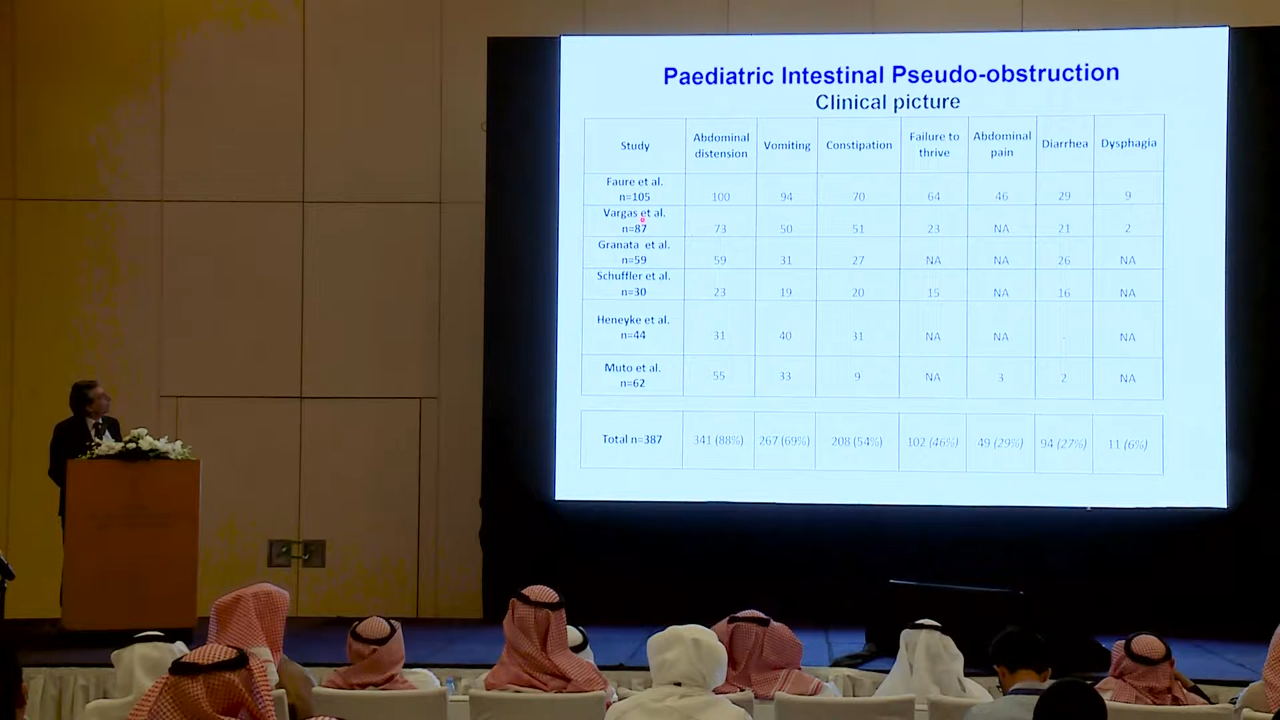 Paediatric Intestinal Pseudo-obstruction
Clinical picture
Study Abdominal distension Vomiting Constipation Failure to thrive Abdominal pain Diarrhea Dysphagia
Faure et al. n=105 100 94 70 64 46 29 9
Vargas et al. n=87 73 50 51 23 NA 21 2
Granata et al. n=59 59 31 27 NA NA 26 NA
Schuffler et al. n=30 23 19 20 15 NA 16 NA
Heneyke et al. n=44 31 40 31 NA NA - NA
Muto et al. n=62 55 33 9 NA 3 2 NA
Total n=387 341 (88%) 267 (69%) 208 (54%) 102 (46%) 49 (29%) 94 (27%) 11 (6%)